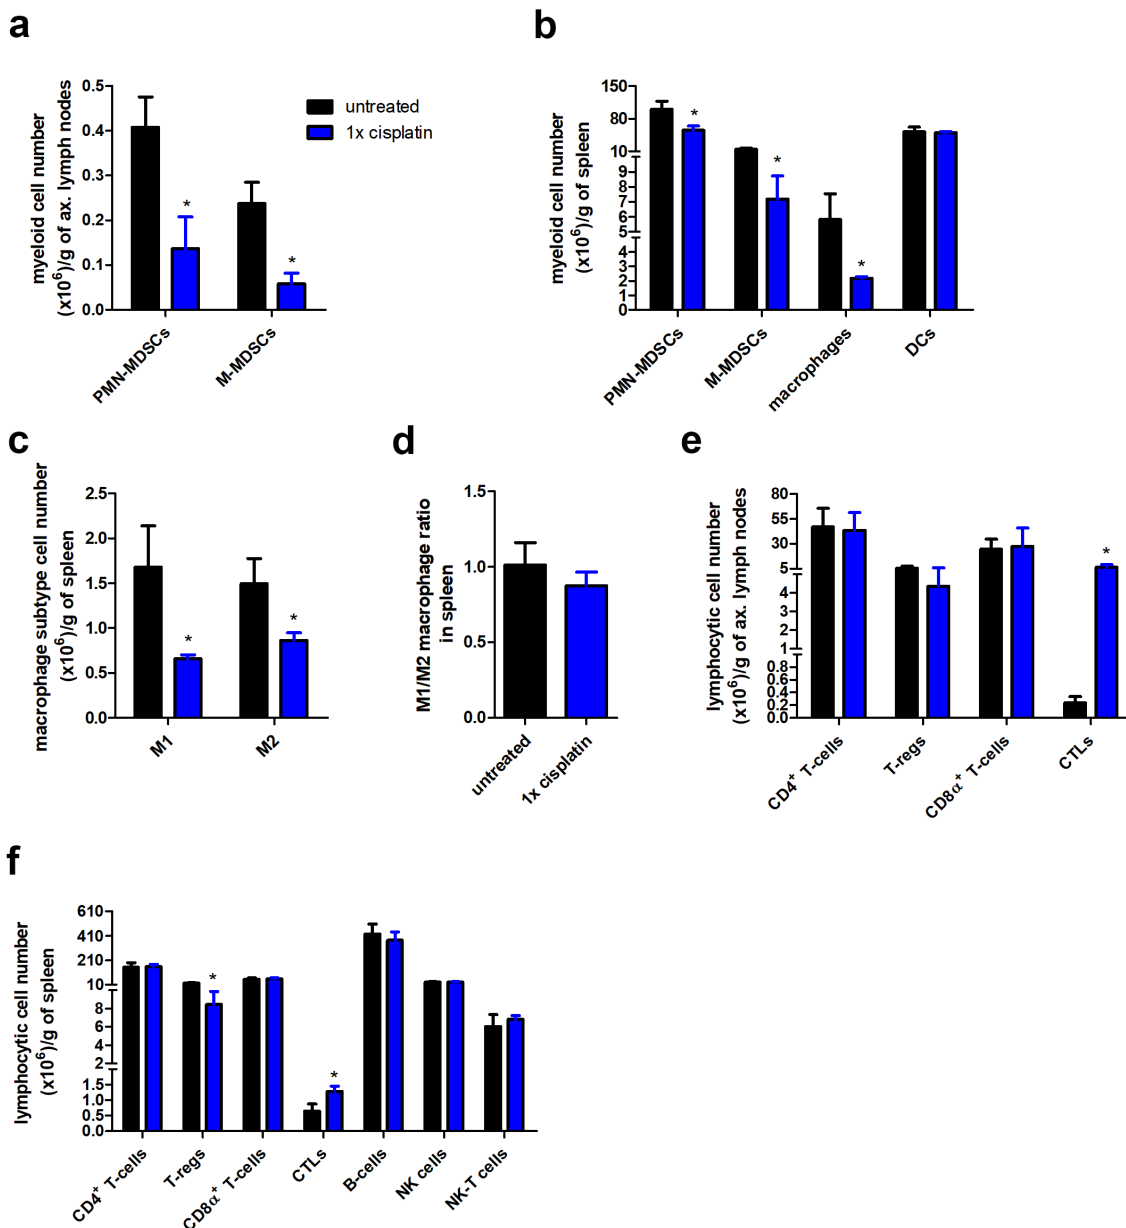 a
myeloid cell number
(x10⁶)/g of ax. lymph nodes
0.5
0.4
0.3
0.2
0.1
0.0
*
*
PMN-MDSCs
M-MDSCs
untreated
1x cisplatin
b
myeloid cell number
(x10⁶)/g of spleen
150
80
10
9
8
7
6
5
5
4
3
2
1
0
*
*
*
PMN-MDSCs
M-MDSCs
macrophages
DCs
c
macrophage subtype cell number
(x10⁶)/g of spleen
2.5
2.0
1.5
1.0
0.5
0.0
*
*
M1
M2
d
M1/M2 macrophage ratio
in spleen
1.5
1.0
0.5
0.0
untreated
1x cisplatin
e
lymphocytic cell number
(x10⁶)/g of ax. lymph nodes
80
55
30
5
4
3
2
1
0.8
0.6
0.4
0.2
0.0
*
CD4⁺ T-cells
T-regs
CD8α⁺ T-cells
CTLs
f
lymphocytic cell number
(x10⁶)/g of spleen
610
410
210
10
8
6
4
2
1.5
1.0
0.5
0.0
*
*
CD4⁺ T-cells
T-regs
CD8α⁺ T-cells
CTLs
B-cells
NK cells
NK-T cells